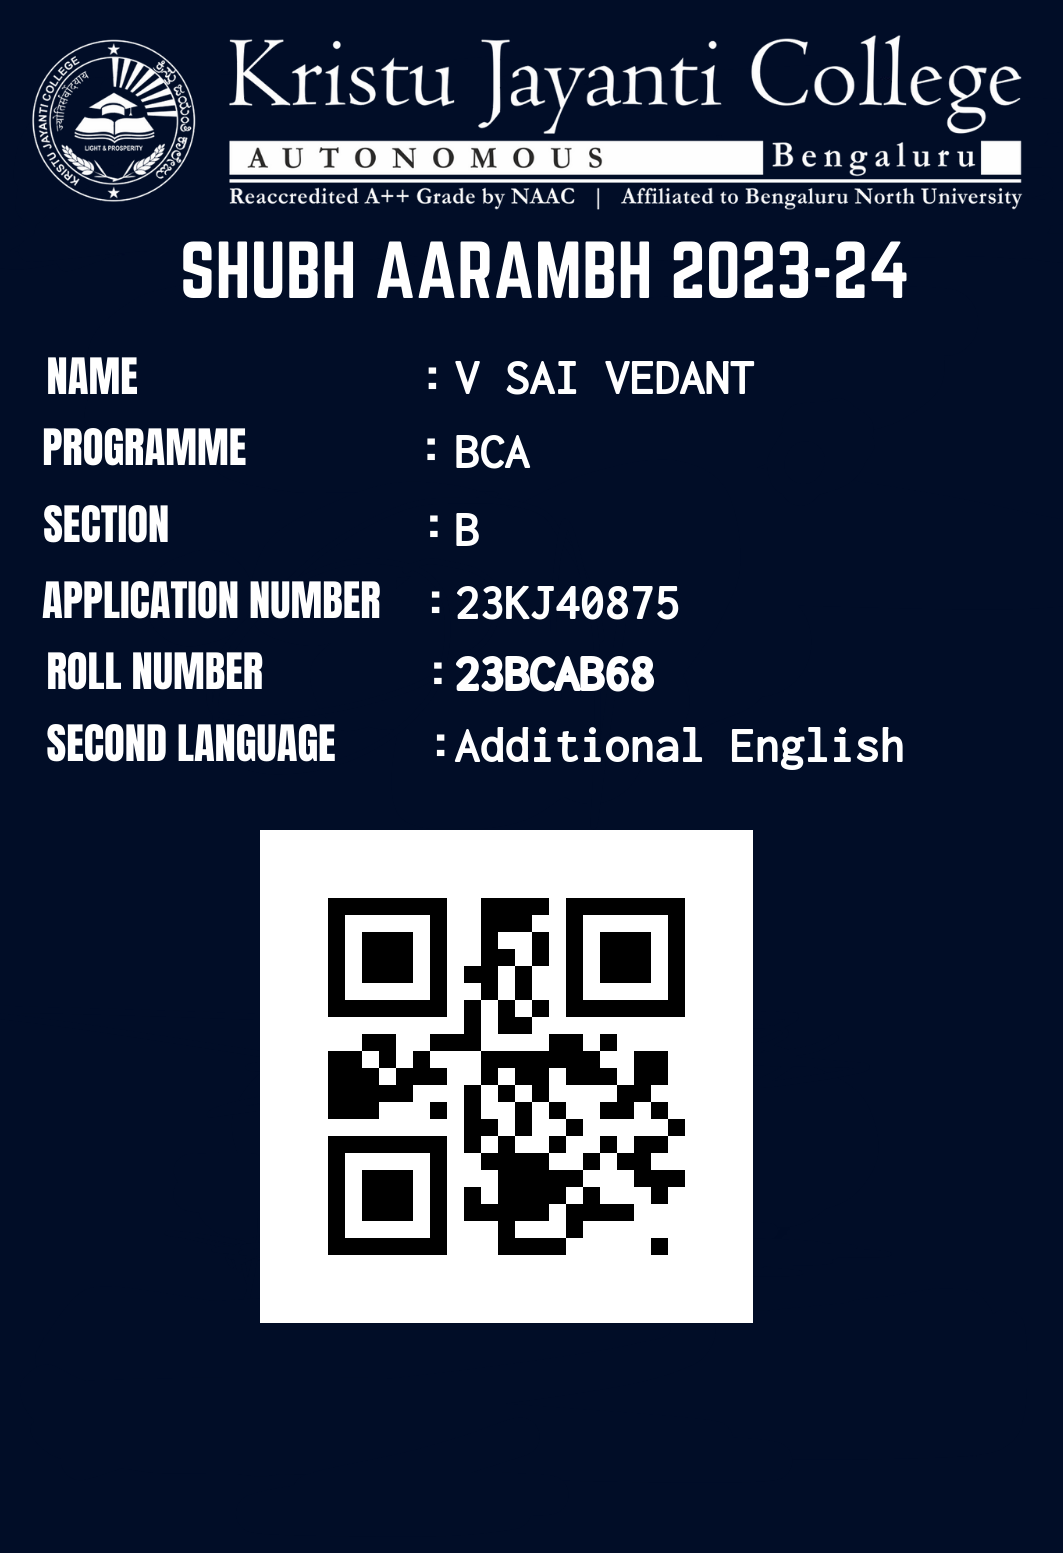 KRISTU JAYANTI COLLEGE
ಕ್ರಿಸ್ತು ಜಯಂತಿ ಕಾಲೇಜು
LIGHT & PROSPERITY
Kristu Jayanti College
AUTONOMOUS Bengaluru
Reaccredited A++ Grade by NAAC | Affiliated to Bengaluru North University
SHUBH AARAMBH 2023-24
NAME : V SAI VEDANT
PROGRAMME : BCA
SECTION : B
APPLICATION NUMBER : 23KJ40875
ROLL NUMBER : 23BCAB68
SECOND LANGUAGE : Additional English